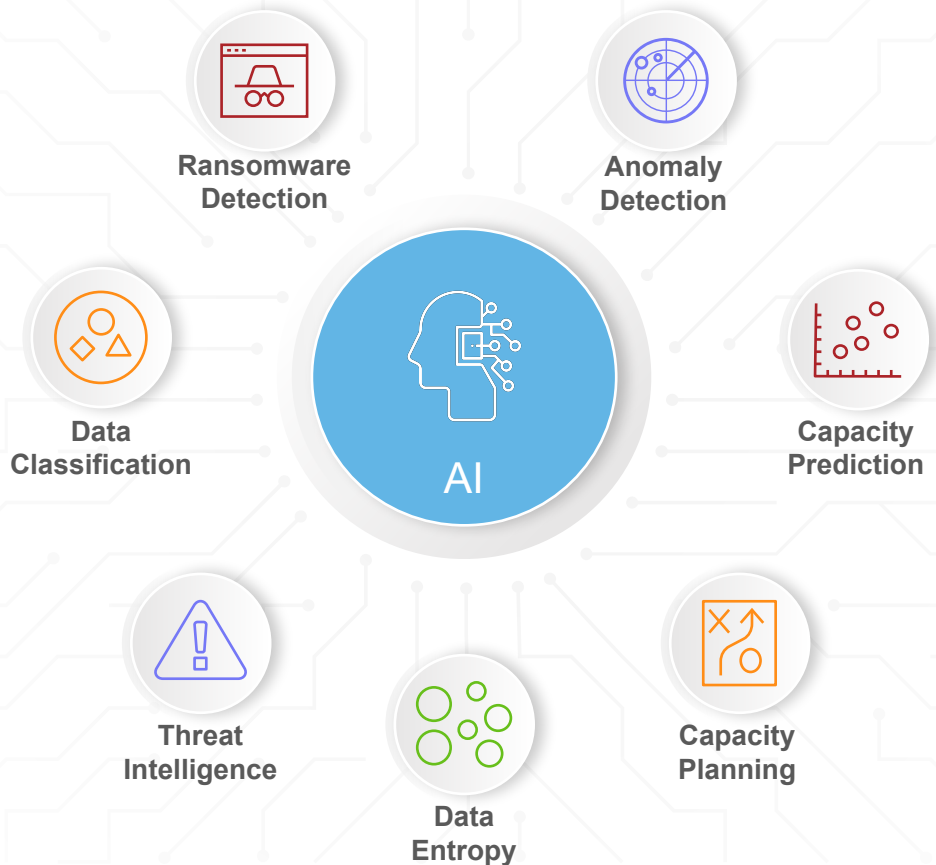 Ransomware
Detection
Anomaly
Detection
Data
Classification
AI
Capacity
Prediction
Threat
Intelligence
Data
Entropy
Capacity
Planning